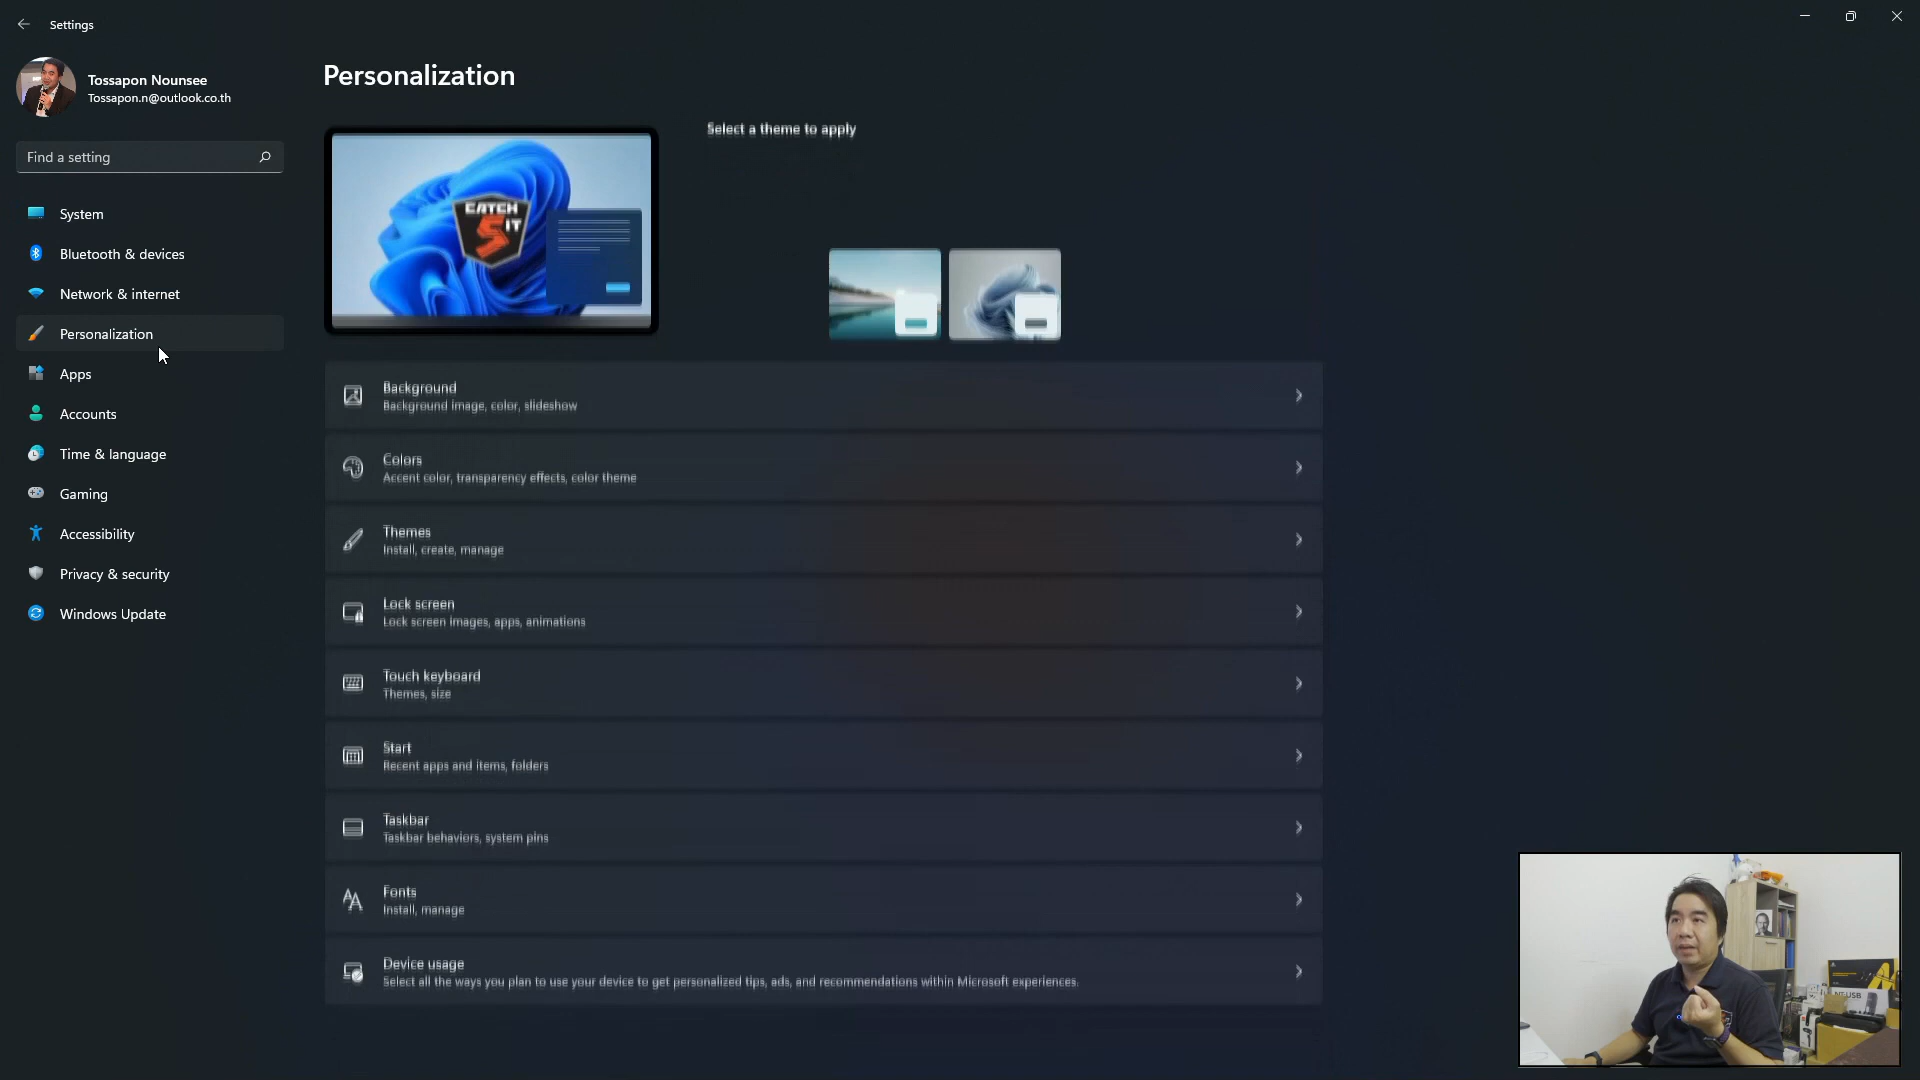 Settings
Tossapon Nounsee
Tossapon.n@outlook.co.th
Find a setting
System
Bluetooth & devices
Network & internet
Personalization
Apps
Accounts
Time & language
Gaming
Accessibility
Privacy & security
Windows Update
Personalization
CATCH
5 IT
Select a theme to apply
Background
Background image, color, slideshow
Colors
Accent color, transparency effects, color theme
Themes
Install, create, manage
Lock screen
Lock screen images, apps, animations
Touch keyboard
Themes, size
Start
Recent apps and items, folders
Taskbar
Taskbar behaviors, system pins
Fonts
Install, manage
Device usage
Select all the ways you plan to use your device to get personalized tips, ads, and recommendations within Microsoft experiences.
NT-USB